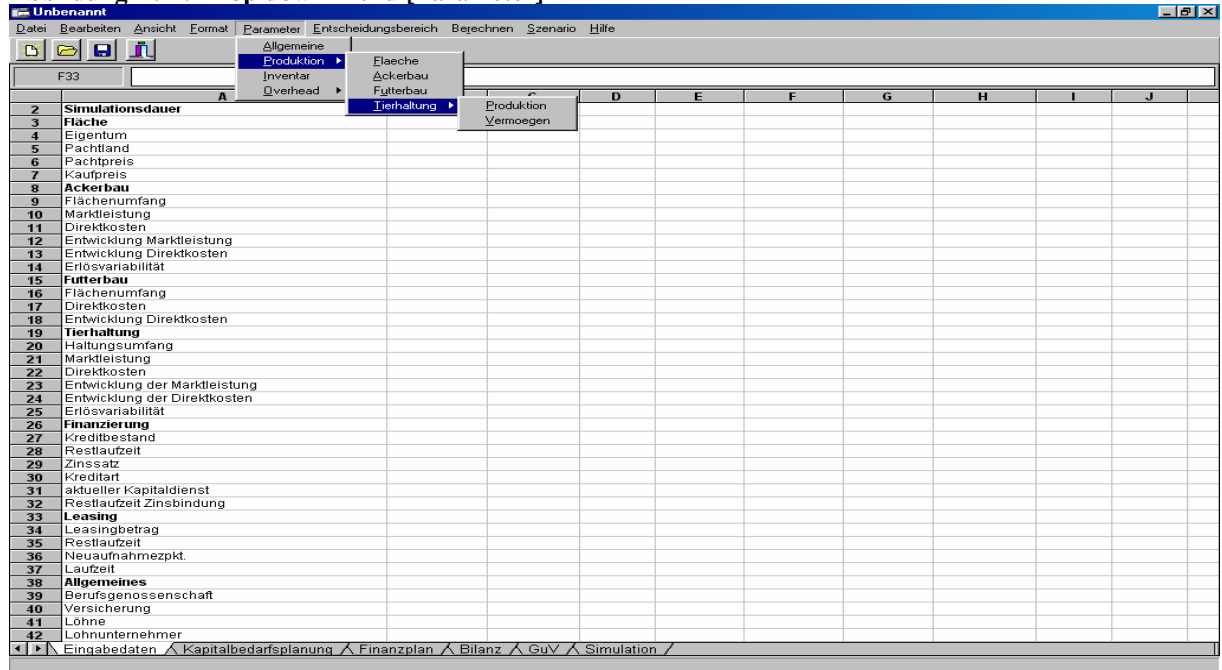 Unbenannt
Datei Bearbeiten Ansicht Format Parameter Entscheidungsbereich Berechnen Szenario Hilfe
Allgemeine
Produktion
Inventar
Overhead
Flaeche
Ackerbau
Futterbau
Tierhaltung
Produktion
Vermoegen
F33
A D E F G H I J
2 Simulationsdauer
3 Fläche
4 Eigentum
5 Pachtland
6 Pachtpreis
7 Kaufpreis
8 Ackerbau
9 Flächenumfang
10 Marktleistung
11 Direktkosten
12 Entwicklung Marktleistung
13 Entwicklung Direktkosten
14 Erlösvariabilität
15 Futterbau
16 Flächenumfang
17 Direktkosten
18 Entwicklung Direktkosten
19 Tierhaltung
20 Haltungsumfang
21 Marktleistung
22 Direktkosten
23 Entwicklung der Marktleistung
24 Entwicklung der Direktkosten
25 Erlösvariabilität
26 Finanzierung
27 Kreditbestand
28 Restlaufzeit
29 Zinssatz
30 Kreditart
31 aktueller Kapitaldienst
32 Restlaufzeit Zinsbindung
33 Leasing
34 Leasingbetrag
35 Restlaufzeit
36 Neuaufnahmezpkt.
37 Laufzeit
38 Allgemeines
39 Berufsgenossenschaft
40 Versicherung
41 Löhne
42 Lohnunternehmer
Eingabedaten Kapitalbedarfsplanung Finanzplan Bilanz GuV Simulation